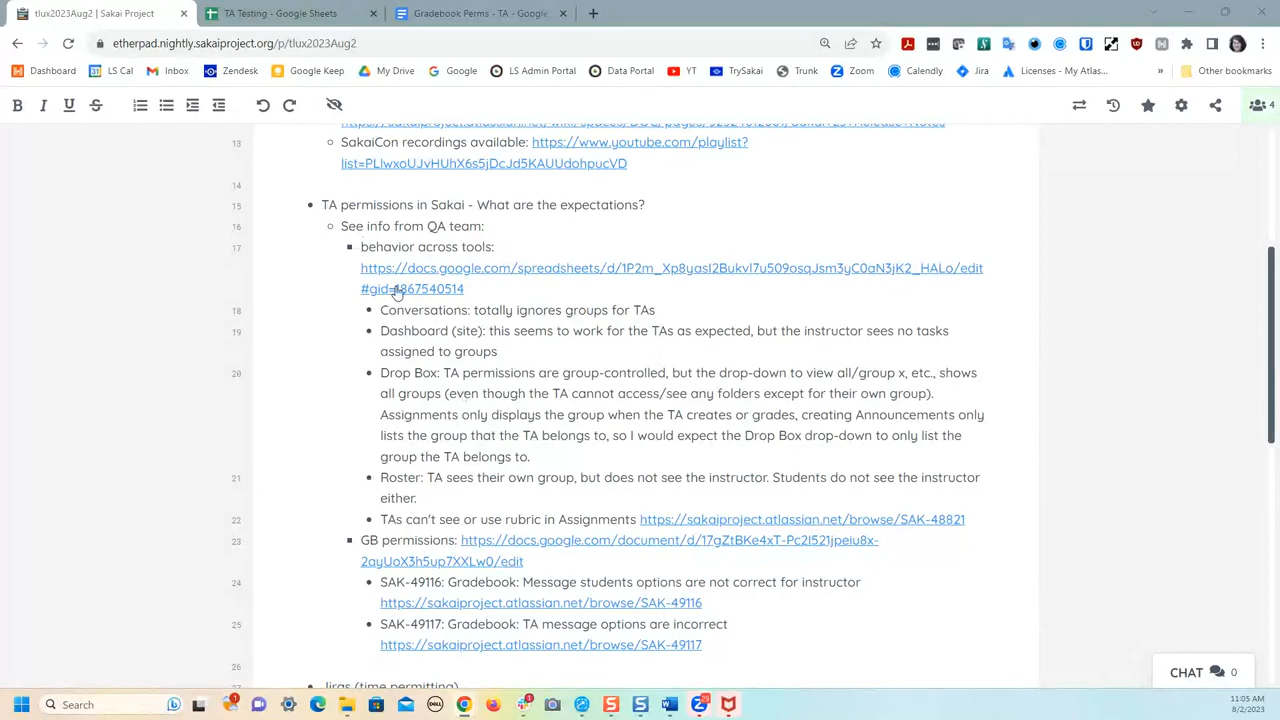 tlux2023Aug2 | Sakai Project
TA Testing - Google Sheets
Gradebook Perms - TA - Google
etherpad.nightly.sakaiproject.org/p/tlux2023Aug2
Dashboard
LS Cal
Inbox
Zendesk
Google Keep
My Drive
Google
LS Admin Portal
Data Portal
YT
TrySakai
Trunk
Zoom
Calendly
Jira
Licenses - My Atlas...
»
Other bookmarks
B I U S
4
13 SakaiCon recordings available: https://www.youtube.com/playlist?
list=PLlwxoUJvHUhX6s5jDcJd5KAUUdohpucVD
14
15 TA permissions in Sakai - What are the expectations?
16 See info from QA team:
17 behavior across tools:
https://docs.google.com/spreadsheets/d/1P2m_Xp8yasI2Bukvl7u509osqJsm3yC0aN3jK2_HALo/edit
#gid=1867540514
18 Conversations: totally ignores groups for TAs
19 Dashboard (site): this seems to work for the TAs as expected, but the instructor sees no tasks
assigned to groups
20 Drop Box: TA permissions are group-controlled, but the drop-down to view all/group x, etc., shows
all groups (even though the TA cannot access/see any folders except for their own group).
Assignments only displays the group when the TA creates or grades, creating Announcements only
lists the group that the TA belongs to, so I would expect the Drop Box drop-down to only list the
group the TA belongs to.
21 Roster: TA sees their own group, but does not see the instructor. Students do not see the instructor
either.
22 TAs can't see or use rubric in Assignments https://sakaiproject.atlassian.net/browse/SAK-48821
23 GB permissions: https://docs.google.com/document/d/17gZtBKe4xT-Pc2I521jpeiu8x-
2ayUoX3h5up7XXLw0/edit
24 SAK-49116: Gradebook: Message students options are not correct for instructor
https://sakaiproject.atlassian.net/browse/SAK-49116
25 SAK-49117: Gradebook: TA message options are incorrect
https://sakaiproject.atlassian.net/browse/SAK-49117
26
27 Jiras (time permitting)
CHAT 0
Search
11:05 AM
8/2/2023